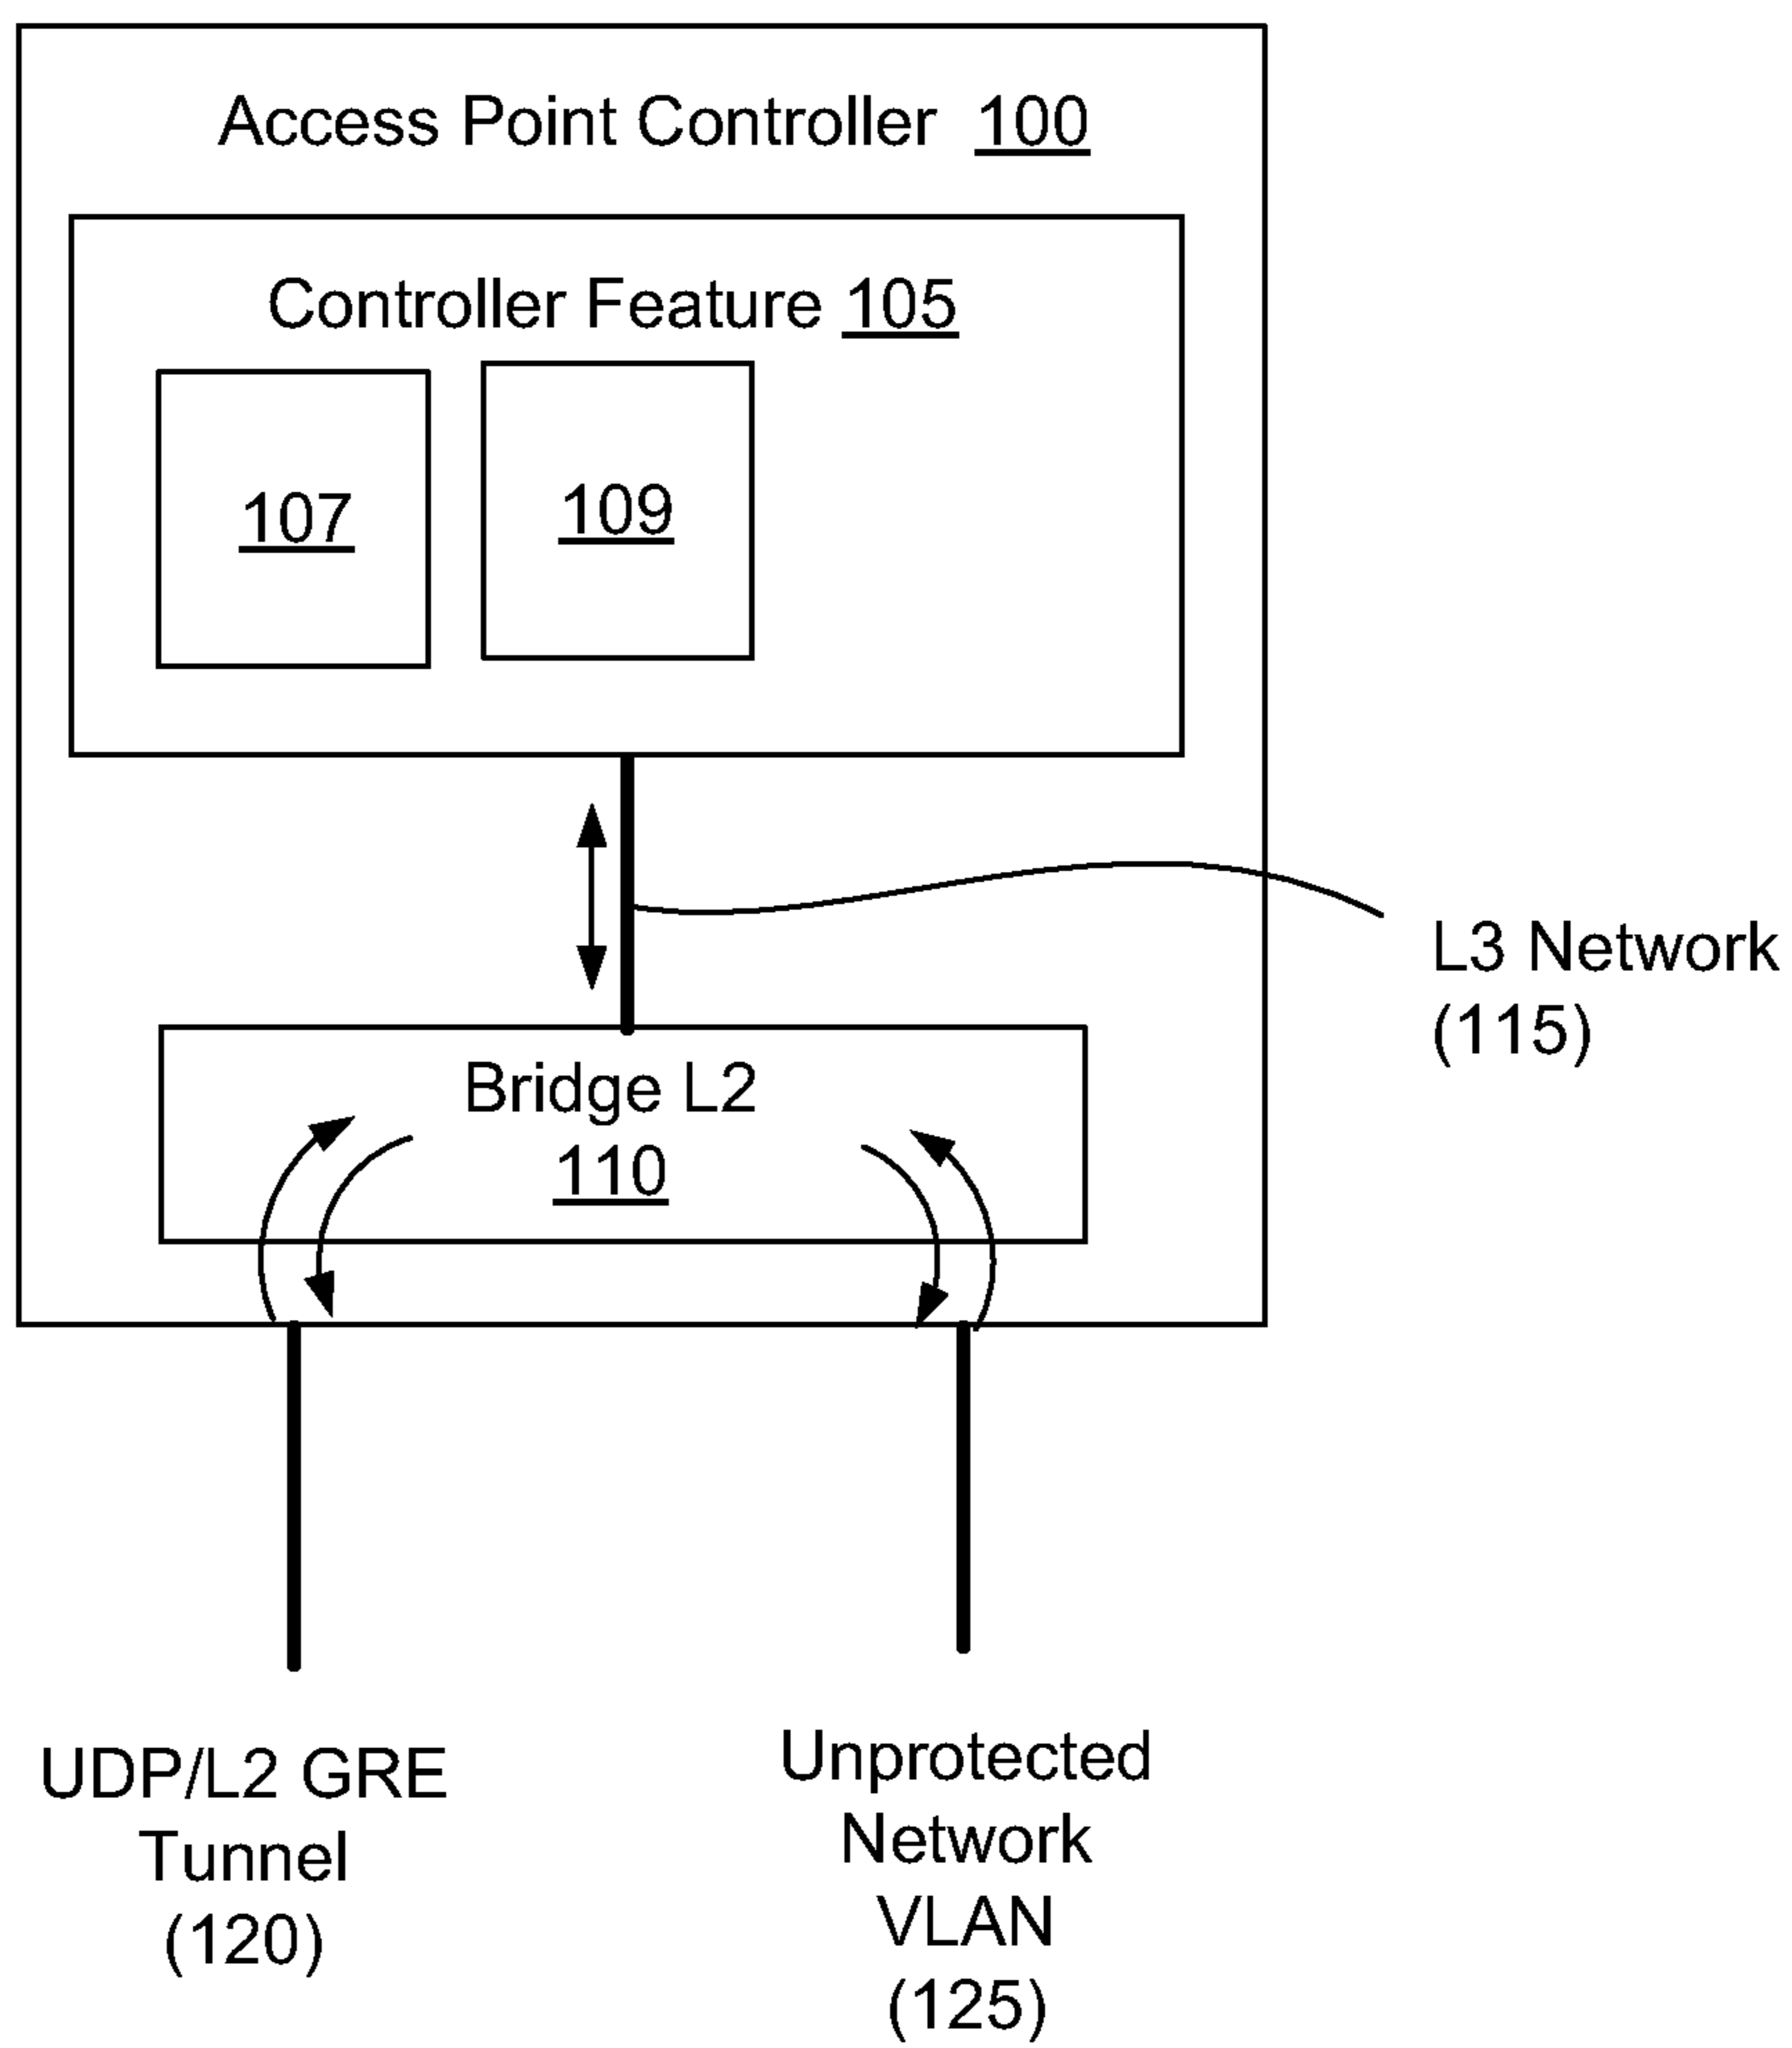 Access Point Controller 100
Controller Feature 105
107
109
L3 Network
(115)
Bridge L2
110
UDP/L2 GRE
Tunnel
(120)
Unprotected
Network
VLAN
(125)